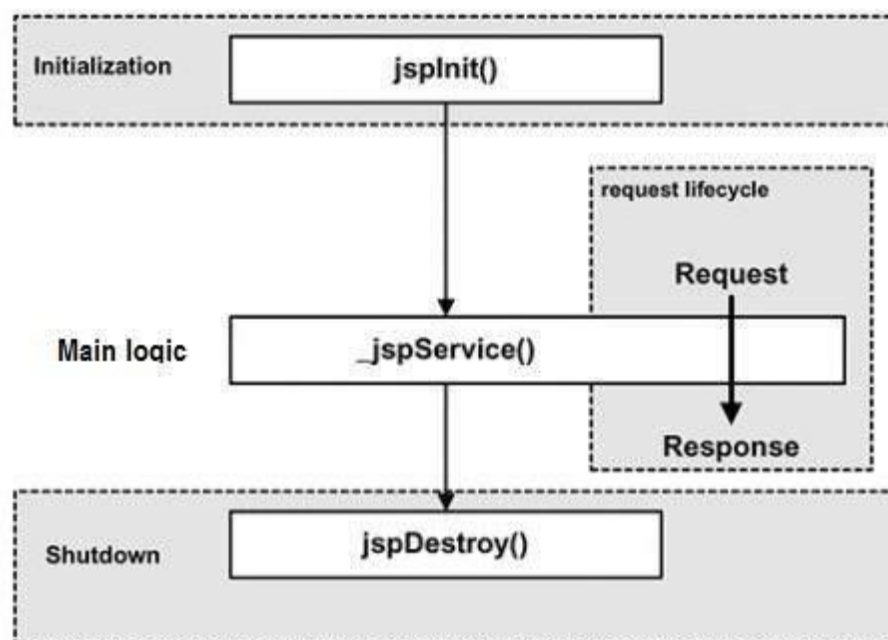 Initialization
jspInit()
request lifecycle
Request
Main logic
_jspService()
Response
jspDestroy()
Shutdown